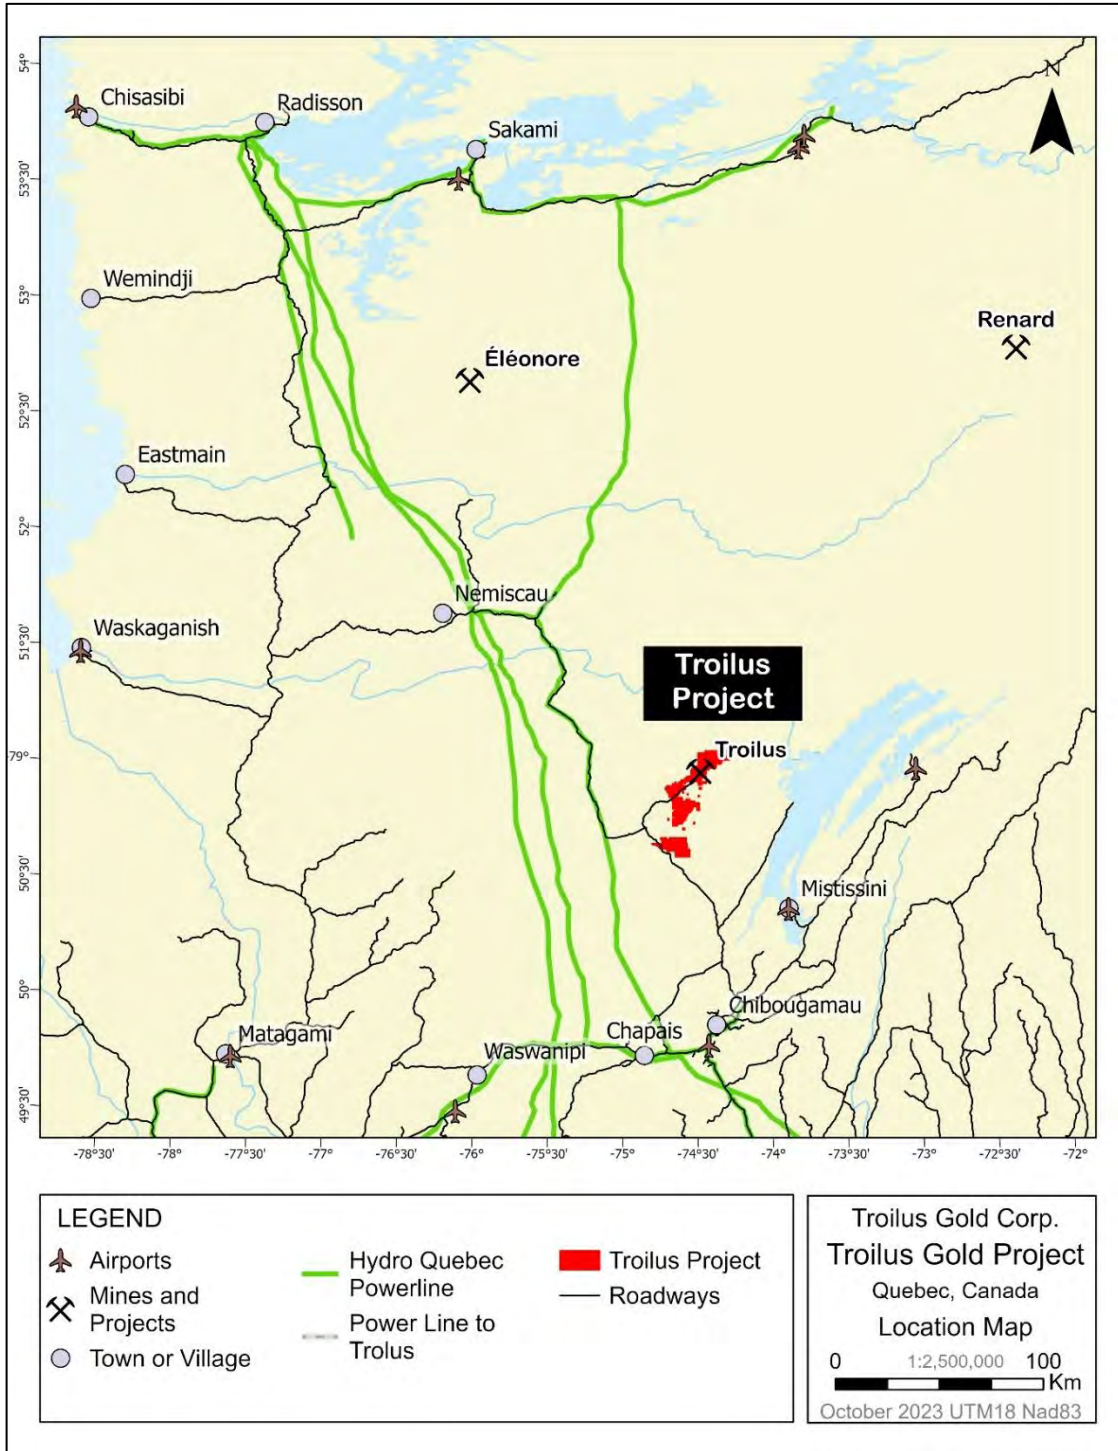 54°
Chisasibi
Radisson
N
Sakami
53°30'
Wemindji
53°
Renard
Éléonore
52°30'
Eastmain
52°
Nemiscau
Waskaganish
51°30'
Troilus
Project
Troilus
79°
50°30'
Mistissini
50°
Chibougamau
Matagami
Chapais
Waswanipi
49°30'
-78°30' -78° -77°30' -77° -76°30' -76° -75°30' -75° -74°30' -74° -73°30' -73° -72°30' -72°
LEGEND
Airports
Mines and
Projects
Town or Village
Hydro Quebec
Powerline
Power Line to
Trolus
Troilus Project
Roadways
Troilus Gold Corp.
Troilus Gold Project
Quebec, Canada
Location Map
0 1:2,500,000 100
Km
October 2023 UTM18 Nad83